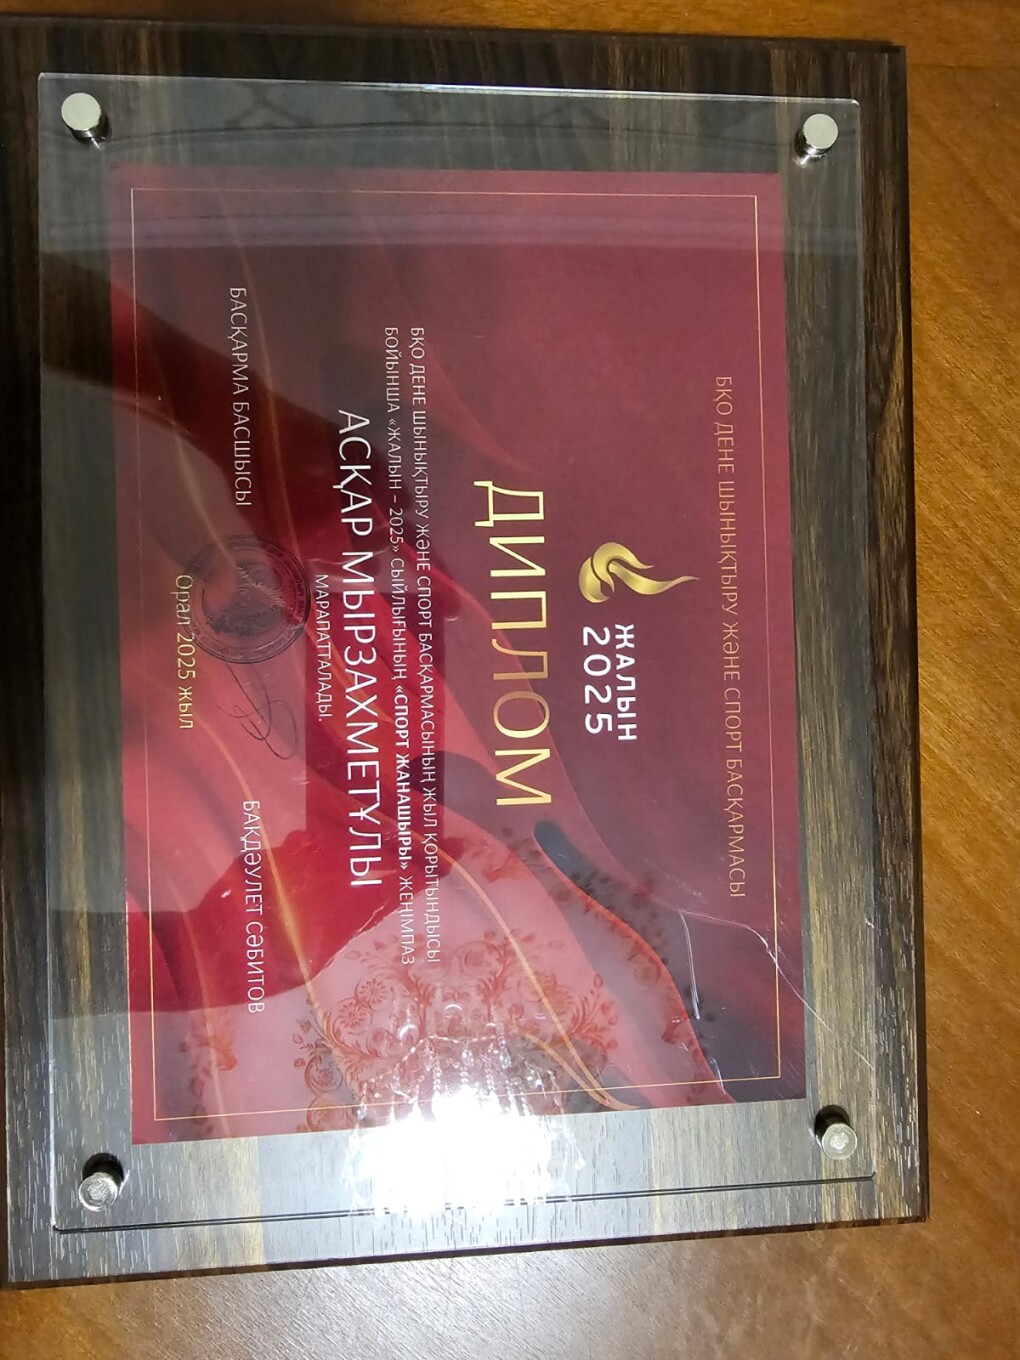 БҚО ДЕНЕ ШЫНЫҚТЫРУ ЖӘНЕ СПОРТ БАСҚАРМАСЫ
ЖАЛЫН
2025
ДИПЛОМ
БҚО ДЕНЕ ШЫНЫҚТЫРУ ЖӘНЕ СПОРТ БАСҚАРМАСЫНЫҢ ЖЫЛ ҚОРЫТЫНДЫСЫ
БОЙЫНША «ЖАЛЫН – 2025» СЫЙЛЫҒЫНЫҢ «СПОРТ ЖАНАШЫРЫ» ЖЕҢІМПАЗ
АСҚАР МЫРЗАХМЕТҰЛЫ
МАРАПАТТАЛАДЫ.
БАСҚАРМА БАСШЫСЫ
БАҚДӘУЛЕТ СӘБИТОВ
Орал 2025 жыл